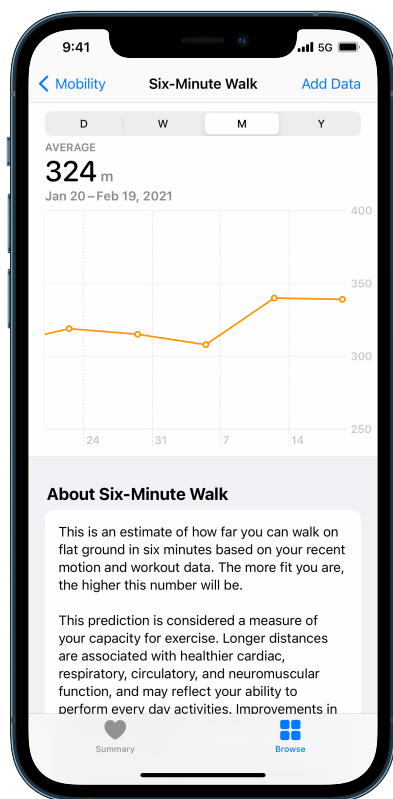 9:41
5G
Mobility
Six-Minute Walk
Add Data
D
W
M
Y
AVERAGE
324 m
Jan 20–Feb 19, 2021
400
350
300
250
24
31
7
14
About Six-Minute Walk
This is an estimate of how far you can walk on
flat ground in six minutes based on your recent
motion and workout data. The more fit you are,
the higher this number will be.
This prediction is considered a measure of
your capacity for exercise. Longer distances
are associated with healthier cardiac,
respiratory, circulatory, and neuromuscular
function, and may reflect your ability to
perform every day activities. Improvements in
Summary
Browse